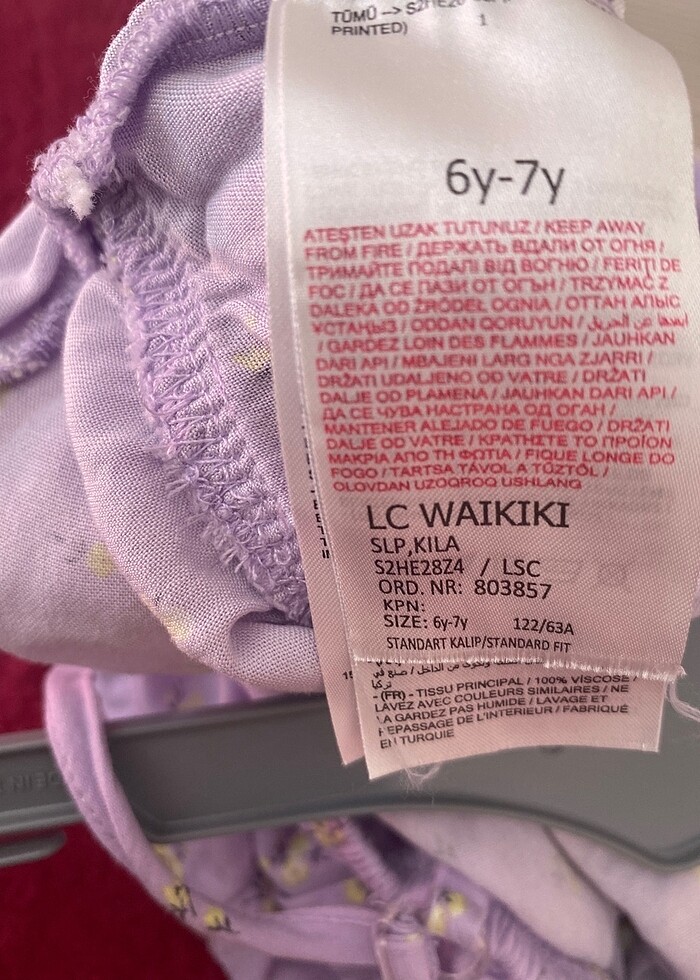 TÜMÜ -->
1
PRINTED)
6y-7y
ATEŞTEN UZAK TUTUNUZ / KEEP AWAY
FROM FIRE / ДЕРЖАТЬ ВДАЛИ ОТ ОГНЯ /
ТРИМАЙТЕ ПОДАЛІ ВІД ВОГНЮ / FERIȚI DE
FOC / ДА СЕ ПАЗИ ОТ ОГЪН / TRZYMAĆ Z
DALEKA OD ŹRÓDEŁ OGNIA / ОТТАН АЛЫС
ҰСТАҢЫЗ / ODDAN QORUYUN / ابسها عن الحريق
/ GARDEZ LOIN DES FLAMMES / JAUHKAN
DARI API / MBAJENI LARG NGA ZJARRI /
DRŽATI UDALJENO OD VATRE / DRŽATI
DALJE OD PLAMENA / JAUHKAN DARI API /
ДА СЕ ЧУВА НАСТРАНА ОД ОГАН /
MANTENER ALEJADO DE FUEGO / DRŽATI
DALJE OD VATRE / ΚΡΑΤΗΣΤΕ ΤΟ ΠΡΟΪΟΝ
ΜΑΚΡΙΑ ΑΠΟ ΤΗ ΦΩΤΙΑ / FIQUE LONGE DO
FOGO / TARTSA TÁVOL A TŰZTŐL /
OLOVDAN UZOQROQ USHLANG
LC WAIKIKI
SLP,KILA
S2HE28Z4 / LSC
ORD. NR: 803857
KPN:
SIZE: 6y-7y 122/63A
STANDART KALIP/STANDARD FIT
تركيا
- (FR) - TISSU PRINCIPAL / 100% VISCOSE /
LAVEZ AVEC COULEURS SIMILAIRES / NE
LA GARDEZ PAS HUMIDE / LAVAGE ET
REPASSAGE DE L'INTERIEUR / FABRIQUÉ
EN TURQUIE